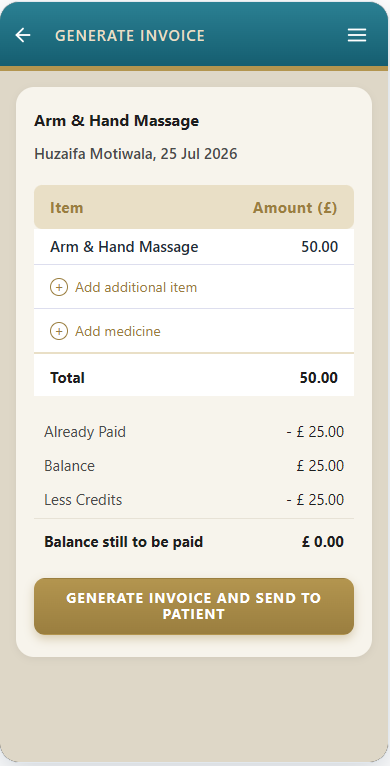 GENERATE INVOICE
Arm & Hand Massage
Huzaifa Motiwala, 25 Jul 2026
Item Amount (£)
Arm & Hand Massage 50.00
+ Add additional item
+ Add medicine
Total 50.00
Already Paid - £ 25.00
Balance £ 25.00
Less Credits - £ 25.00
Balance still to be paid £ 0.00
GENERATE INVOICE AND SEND TO
PATIENT